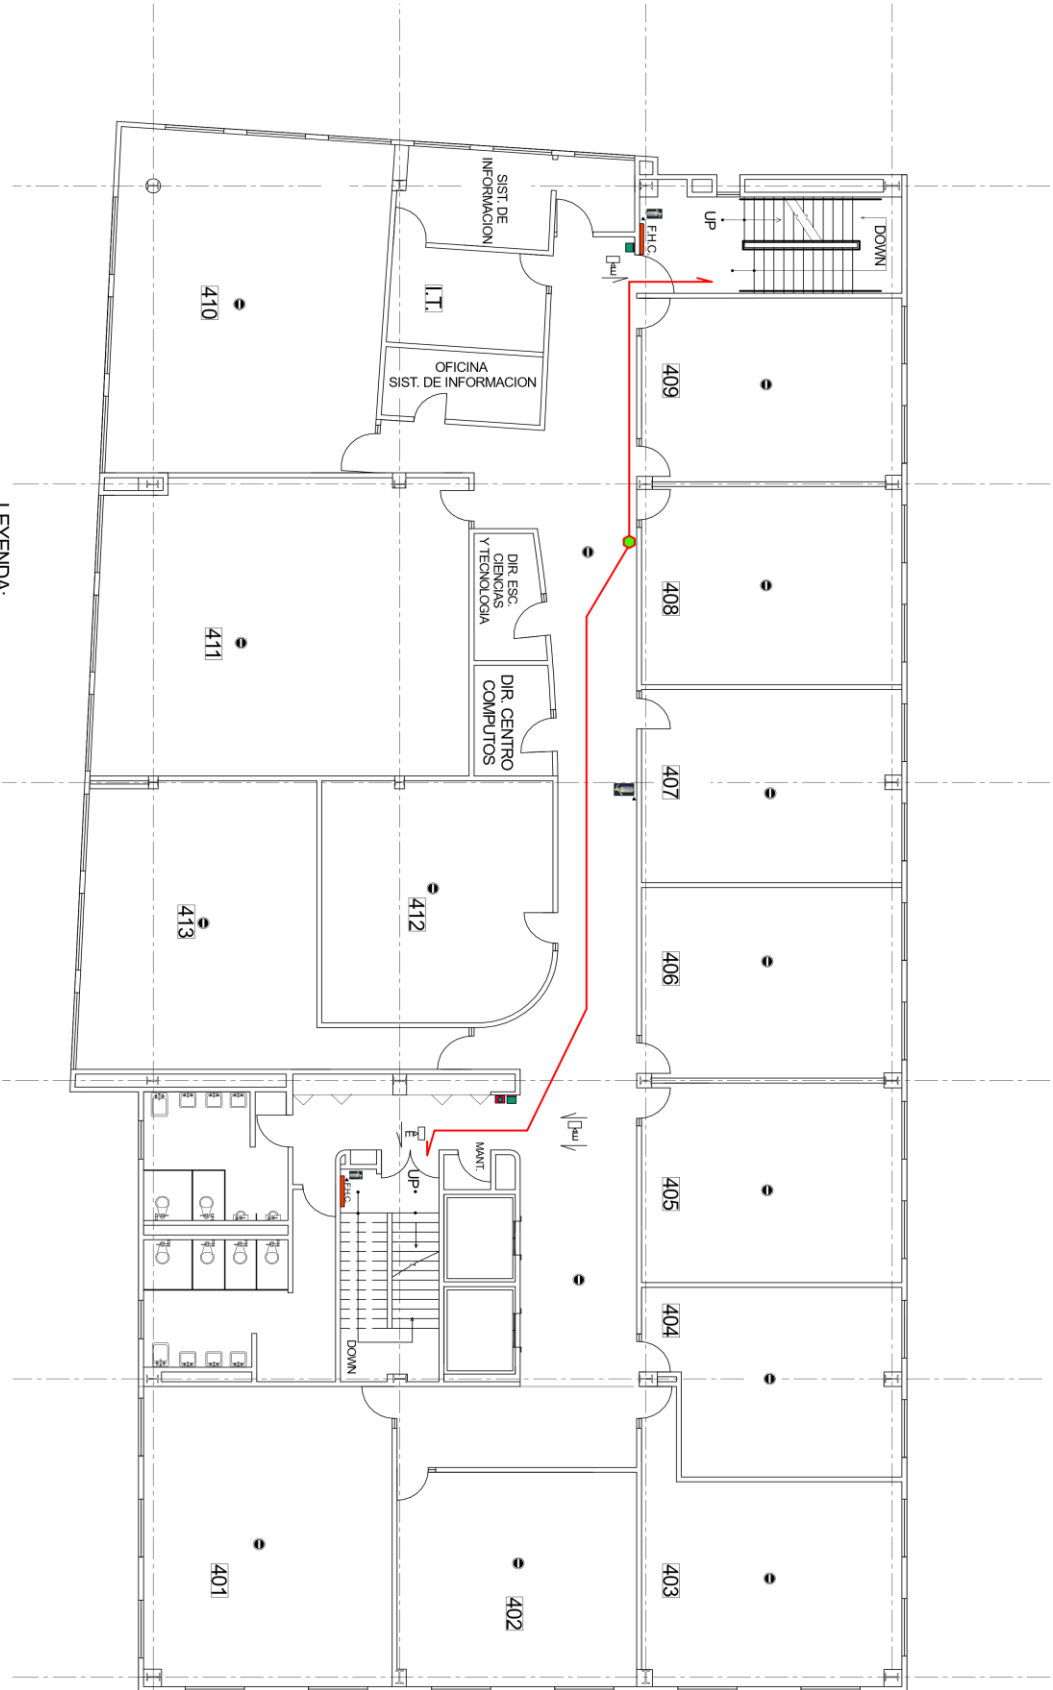 SIST. DE
INFORMACION
I.T.
OFICINA
SIST. DE INFORMACION
UP
DOWN
F.H.C.
E
410
409
408
DIR. ESC.
CIENCIAS
Y TECNOLOGIA
411
DIR. CENTRO
COMPUTOS
407
412
413
406
E
E
MANT.
UP
F.H.C.
DOWN
405
404
401
402
403
LEYENDA: